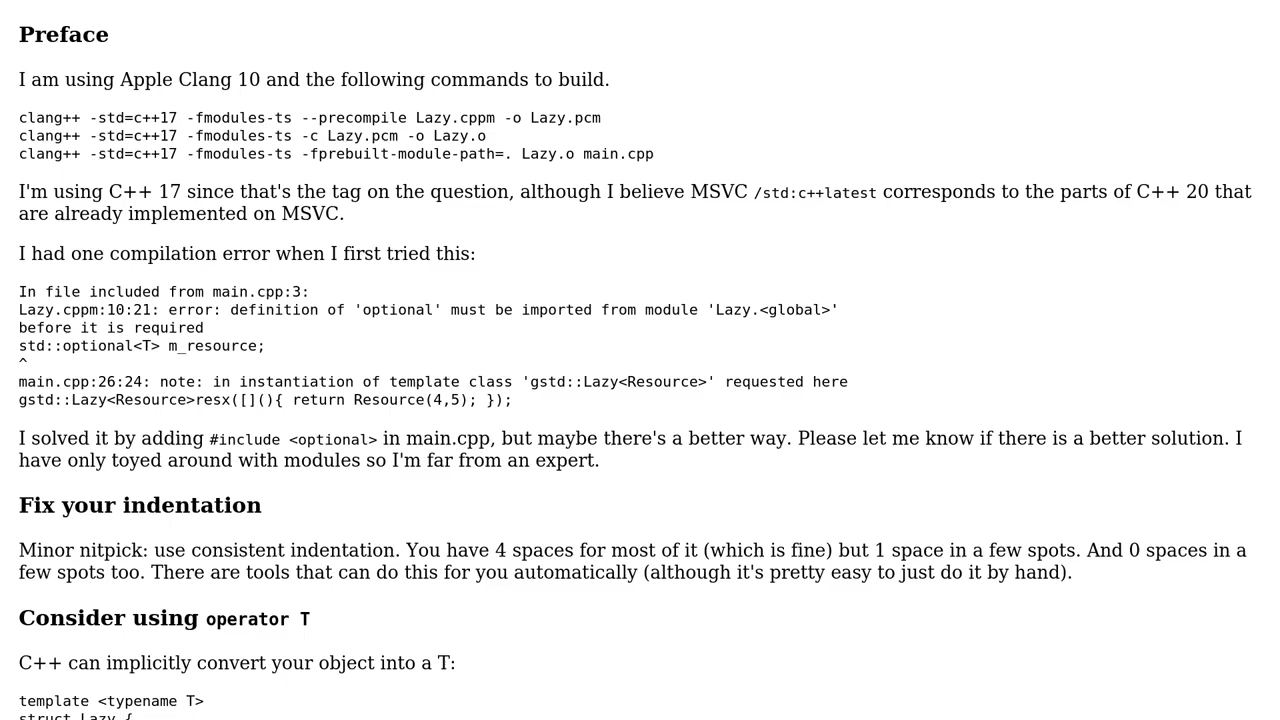 Preface
I am using Apple Clang 10 and the following commands to build.
clang++ -std=c++17 -fmodules-ts --precompile Lazy.cppm -o Lazy.pcm
clang++ -std=c++17 -fmodules-ts -c Lazy.pcm -o Lazy.o
clang++ -std=c++17 -fmodules-ts -fprebuilt-module-path=. Lazy.o main.cpp
I'm using C++ 17 since that's the tag on the question, although I believe MSVC /std:c++latest corresponds to the parts of C++ 20 that
are already implemented on MSVC.
I had one compilation error when I first tried this:
In file included from main.cpp:3:
Lazy.cppm:10:21: error: definition of 'optional' must be imported from module 'Lazy.<global>'
before it is required
std::optional<T> m_resource;
^
main.cpp:26:24: note: in instantiation of template class 'gstd::Lazy<Resource>' requested here
gstd::Lazy<Resource>resx([](){ return Resource(4,5); });
I solved it by adding #include <optional> in main.cpp, but maybe there's a better way. Please let me know if there is a better solution. I
have only toyed around with modules so I'm far from an expert.
Fix your indentation
Minor nitpick: use consistent indentation. You have 4 spaces for most of it (which is fine) but 1 space in a few spots. And 0 spaces in a
few spots too. There are tools that can do this for you automatically (although it's pretty easy to just do it by hand).
Consider using operator T
C++ can implicitly convert your object into a T:
template <typename T>
struct Lazy {